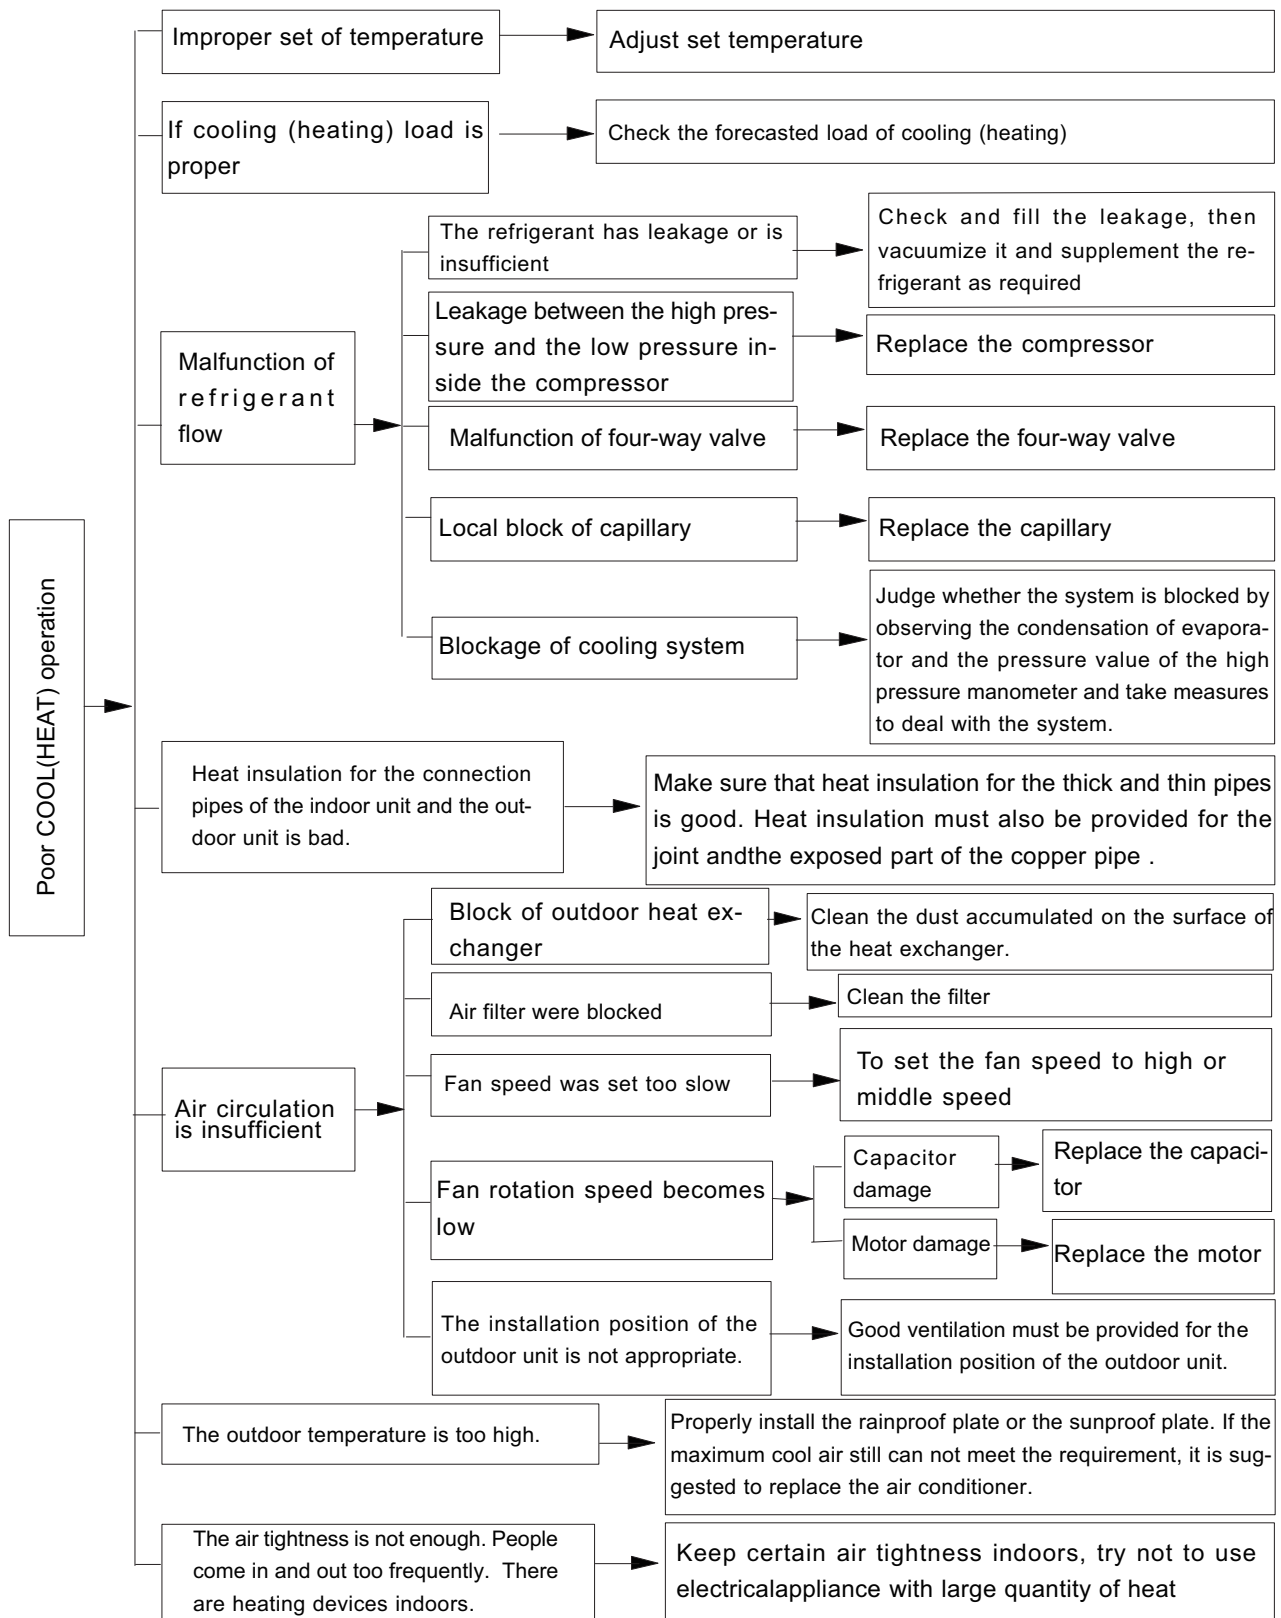 Poor COOL(HEAT) operation
Improper set of temperature
Adjust set temperature
If cooling (heating) load is
proper
Check the forecasted load of cooling (heating)
Malfunction of
refrigerant
flow
The refrigerant has leakage or is
insufficient
Check and fill the leakage, then
vacuumize it and supplement the re-
frigerant as required
Leakage between the high pres-
sure and the low pressure in-
side the compressor
Replace the compressor
Malfunction of four-way valve
Replace the four-way valve
Local block of capillary
Replace the capillary
Blockage of cooling system
Judge whether the system is blocked by
observing the condensation of evapora-
tor and the pressure value of the high
pressure manometer and take measures
to deal with the system.
Heat insulation for the connection
pipes of the indoor unit and the out-
door unit is bad.
Make sure that heat insulation for the thick and thin pipes
is good. Heat insulation must also be provided for the
joint andthe exposed part of the copper pipe .
Air circulation
is insufficient
Block of outdoor heat ex-
changer
Clean the dust accumulated on the surface of
the heat exchanger.
Air filter were blocked
Clean the filter
Fan speed was set too slow
To set the fan speed to high or
middle speed
Fan rotation speed becomes
low
Capacitor
damage
Replace the capaci-
tor
Motor damage
Replace the motor
The installation position of the
outdoor unit is not appropriate.
Good ventilation must be provided for the
installation position of the outdoor unit.
The outdoor temperature is too high.
Properly install the rainproof plate or the sunproof plate. If the
maximum cool air still can not meet the requirement, it is sug-
gested to replace the air conditioner.
The air tightness is not enough. People
come in and out too frequently. There
are heating devices indoors.
Keep certain air tightness indoors, try not to use
electricalappliance with large quantity of heat